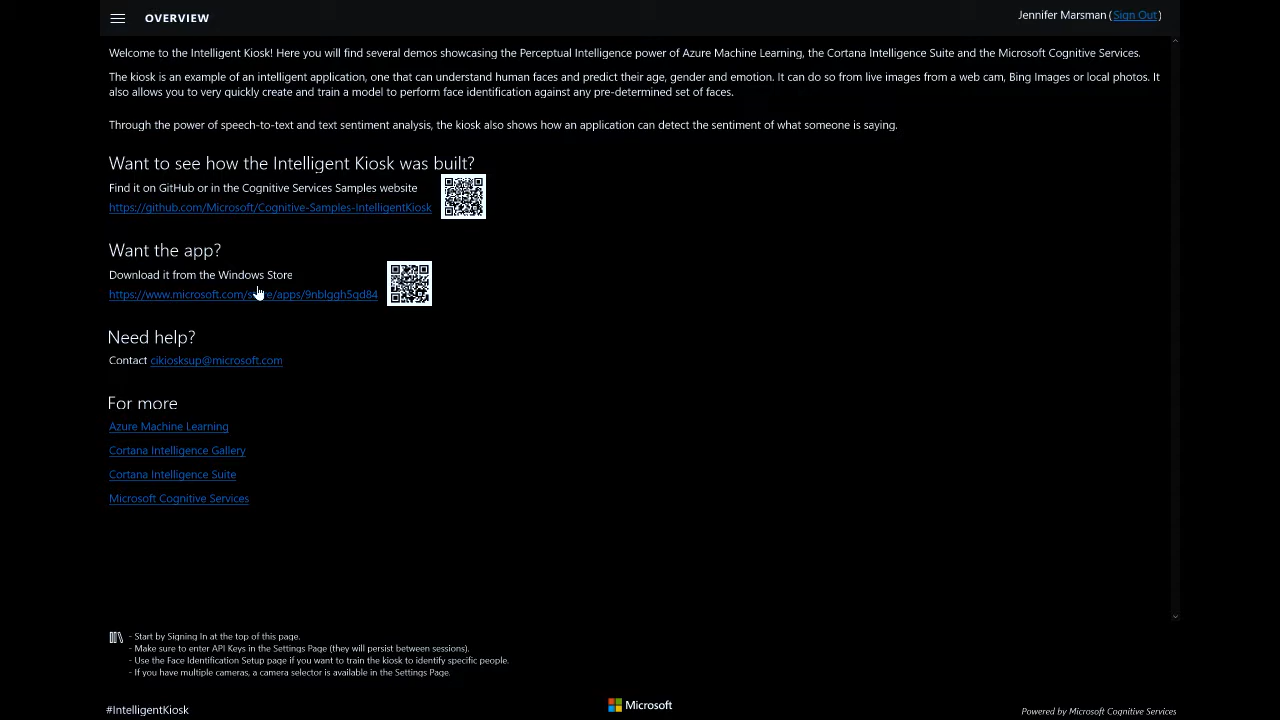 OVERVIEW
Jennifer Marsman ( Sign Out )
Welcome to the Intelligent Kiosk! Here you will find several demos showcasing the Perceptual Intelligence power of Azure Machine Learning, the Cortana Intelligence Suite and the Microsoft Cognitive Services.
The kiosk is an example of an intelligent application, one that can understand human faces and predict their age, gender and emotion. It can do so from live images from a web cam, Bing Images or local photos. It
also allows you to very quickly create and train a model to perform face identification against any pre-determined set of faces.
Through the power of speech-to-text and text sentiment analysis, the kiosk also shows how an application can detect the sentiment of what someone is saying.
Want to see how the Intelligent Kiosk was built?
Find it on GitHub or in the Cognitive Services Samples website
https://github.com/Microsoft/Cognitive-Samples-IntelligentKiosk
Want the app?
Download it from the Windows Store
https://www.microsoft.com/store/apps/9nblggh5qd84
Need help?
Contact cikiosksup@microsoft.com
For more
Azure Machine Learning
Cortana Intelligence Gallery
Cortana Intelligence Suite
Microsoft Cognitive Services
- Start by Signing In at the top of this page.
- Make sure to enter API Keys in the Settings Page (they will persist between sessions).
- Use the Face Identification Setup page if you want to train the kiosk to identify specific people.
- If you have multiple cameras, a camera selector is available in the Settings Page.
#IntelligentKiosk
Microsoft
Powered by Microsoft Cognitive Services